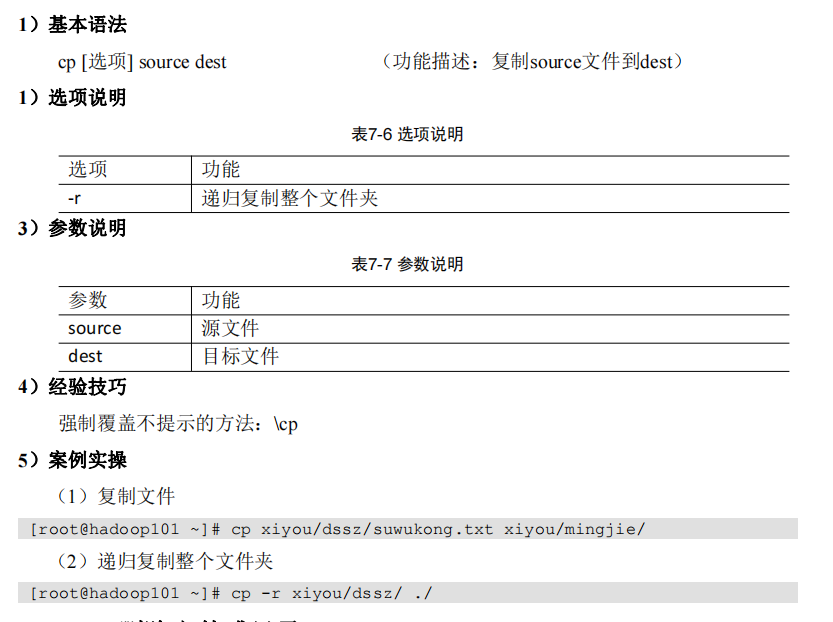 1）基本语法
cp [选项] source dest （功能描述：复制source文件到dest）
1）选项说明
表7-6 选项说明
选项 功能
-r 递归复制整个文件夹
3）参数说明
表7-7 参数说明
参数 功能
source 源文件
dest 目标文件
4）经验技巧
强制覆盖不提示的方法：\cp
5）案例实操
（1）复制文件
[root@hadoop101 ~]# cp xiyou/dssz/suwukong.txt xiyou/mingjie/
（2）递归复制整个文件夹
[root@hadoop101 ~]# cp -r xiyou/dssz/ ./